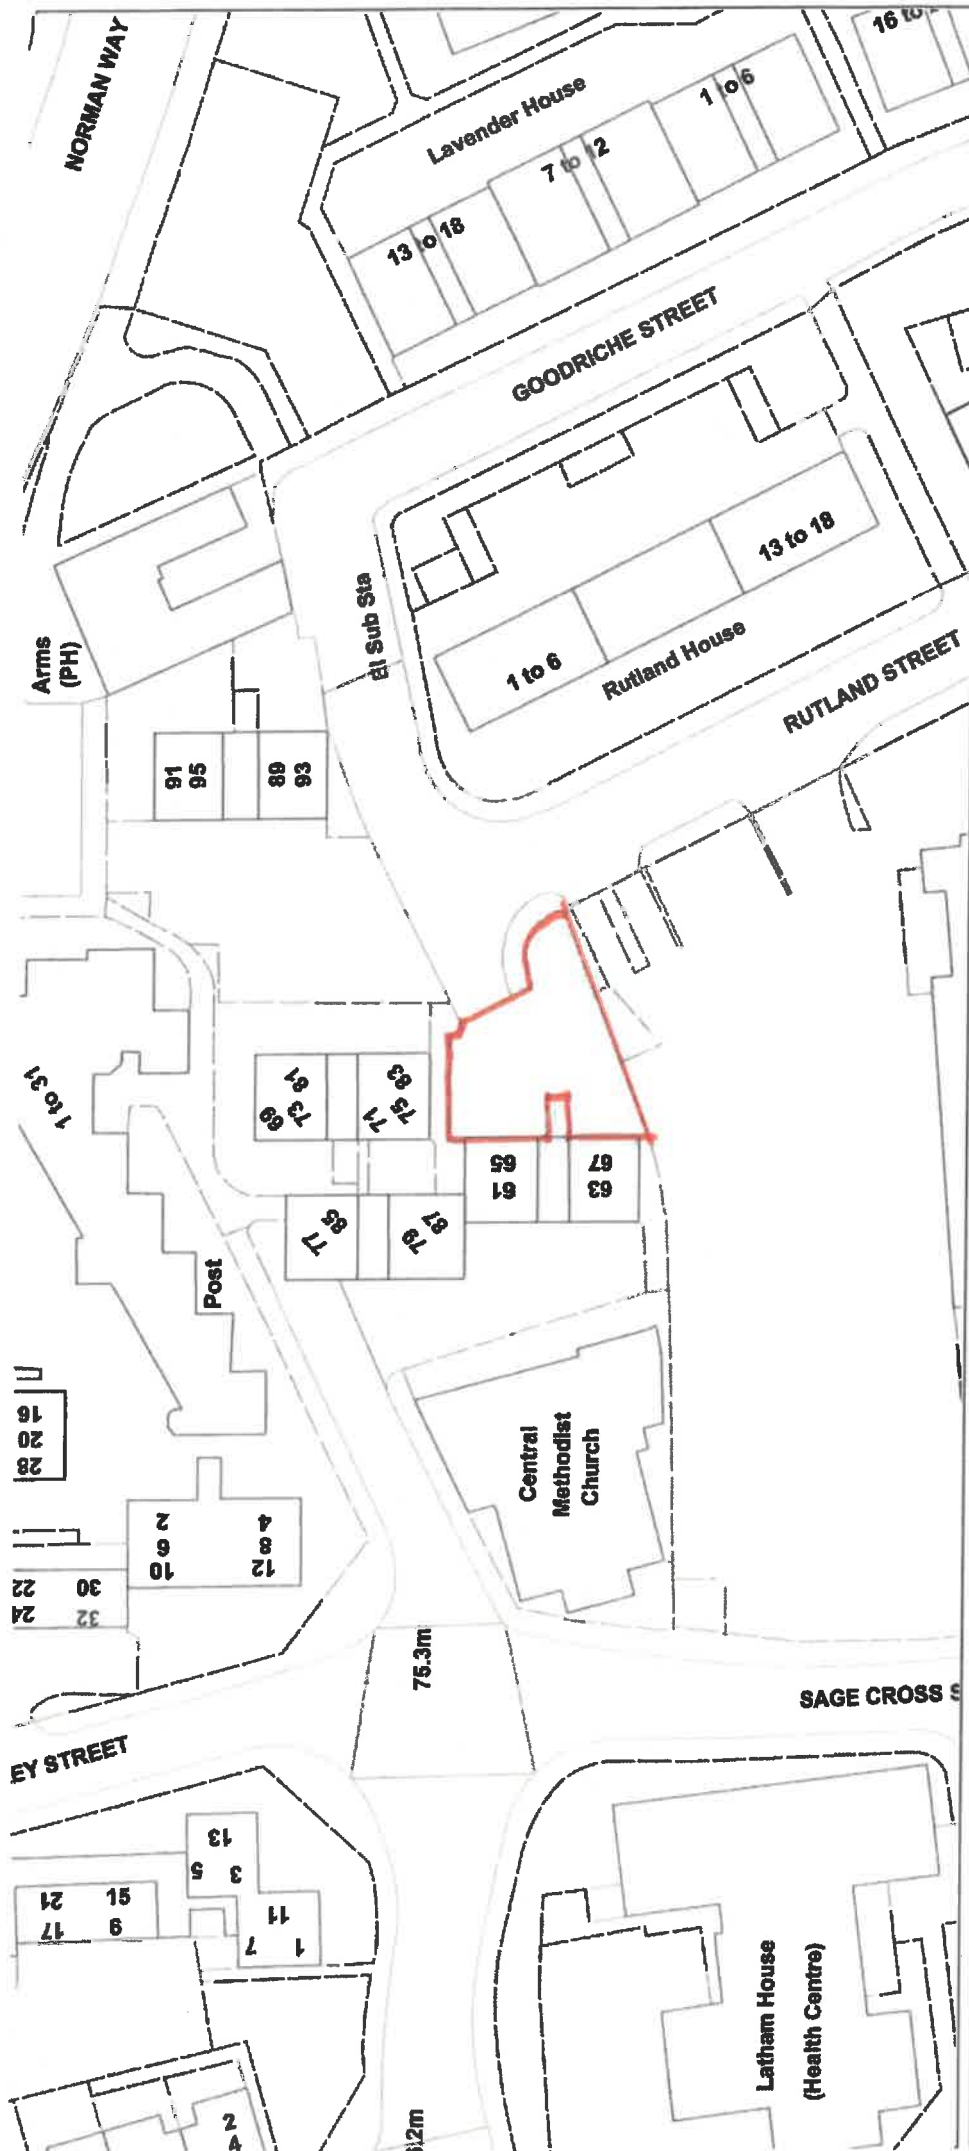 NORMAN WAY
16 to
Lavender House
1 to 6
7 to 12
13 to 18
GOODRICHE STREET
El Sub Sta
13 to 18
1 to 6
Rutland House
RUTLAND STREET
Arms
(PH)
91
95
89
93
1 to 31
69
73
81
71
75
83
65
61
67
63
77
85
79
87
Post
16
20
28
2
6
10
4
8
12
22
24
30
32
Central
Methodist
Church
75.3m
SAGE CROSS S
EY STREET
13
5
3
21
17
15
9
11
7
1
Latham House
(Health Centre)
2
4